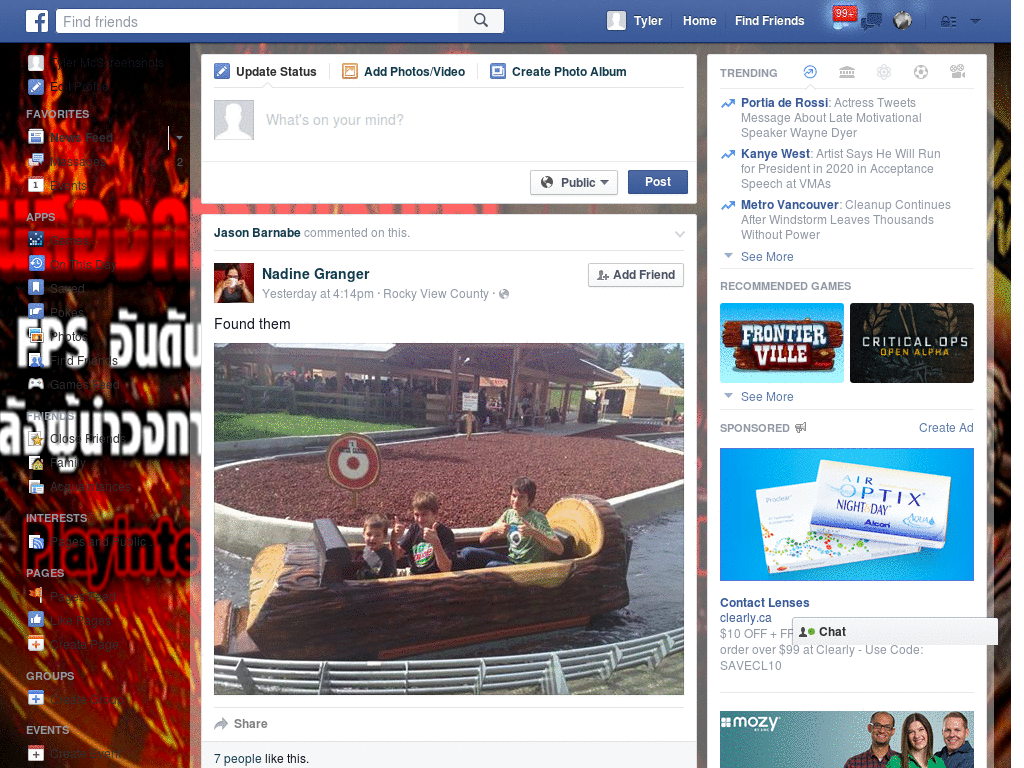 Find friends
Tyler
Home
Find Friends
99+
Tyler McScreenshots
Edit Profile
FAVORITES
News Feed
Messages
2
Events
APPS
Games
On This Day
Saved
Pokes
Photos
Find Friends
Games Feed
FRIENDS
Close Friends
Family
Acquaintances
INTERESTS
Pages and Public
PAGES
Pages Feed
Like Pages
Create Page
GROUPS
EVENTS
Create Event
FPS อันดับ
Update Status
Add Photos/Video
Create Photo Album
What's on your mind?
Public
Post
Jason Barnabe commented on this.
Nadine Granger
Yesterday at 4:14pm · Rocky View County ·
Add Friend
Found them
Share
7 people like this.
TRENDING
Portia de Rossi: Actress Tweets
Message About Late Motivational
Speaker Wayne Dyer
Kanye West: Artist Says He Will Run
for President in 2020 in Acceptance
Speech at VMAs
Metro Vancouver: Cleanup Continues
After Windstorm Leaves Thousands
Without Power
See More
RECOMMENDED GAMES
FRONTIER
VILLE
CRITICAL OPS
OPEN ALPHA
See More
SPONSORED
Create Ad
Proclear
AIR
OPTIX
NIGHT & DAY
AQUA
Alcon
Contact Lenses
clearly.ca
$10 OFF + FR
order over $99 at Clearly - Use Code:
SAVECL10
Chat
mozy
BY EMC